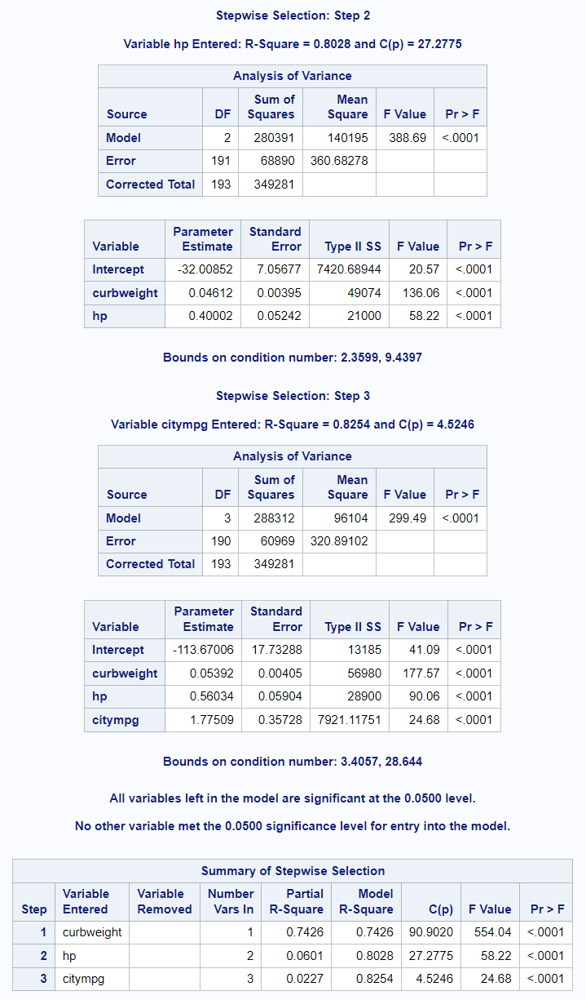 Stepwise Selection: Step 2
Variable hp Entered: R-Square = 0.8028 and C(p) = 27.2775
Analysis of Variance
Source DF Sum of Squares Mean Square F Value Pr > F
Model 2 280391 140195 388.69 <.0001
Error 191 68890 360.68278
Corrected Total 193 349281
Variable Parameter Estimate Standard Error Type II SS F Value Pr > F
Intercept -32.00852 7.05677 7420.68944 20.57 <.0001
curbweight 0.04612 0.00395 49074 136.06 <.0001
hp 0.40002 0.05242 21000 58.22 <.0001
Bounds on condition number: 2.3599, 9.4397
Stepwise Selection: Step 3
Variable citympg Entered: R-Square = 0.8254 and C(p) = 4.5246
Analysis of Variance
Source DF Sum of Squares Mean Square F Value Pr > F
Model 3 288312 96104 299.49 <.0001
Error 190 60969 320.89102
Corrected Total 193 349281
Variable Parameter Estimate Standard Error Type II SS F Value Pr > F
Intercept -113.67006 17.73288 13185 41.09 <.0001
curbweight 0.05392 0.00405 56980 177.57 <.0001
hp 0.56034 0.05904 28900 90.06 <.0001
citympg 1.77509 0.35728 7921.11751 24.68 <.0001
Bounds on condition number: 3.4057, 28.644
All variables left in the model are significant at the 0.0500 level.
No other variable met the 0.0500 significance level for entry into the model.
Summary of Stepwise Selection
Step Variable Entered Variable Removed Number Vars In Partial R-Square Model R-Square C(p) F Value Pr > F
1 curbweight 1 0.7426 0.7426 90.9020 554.04 <.0001
2 hp 2 0.0601 0.8028 27.2775 58.22 <.0001
3 citympg 3 0.0227 0.8254 4.5246 24.68 <.0001